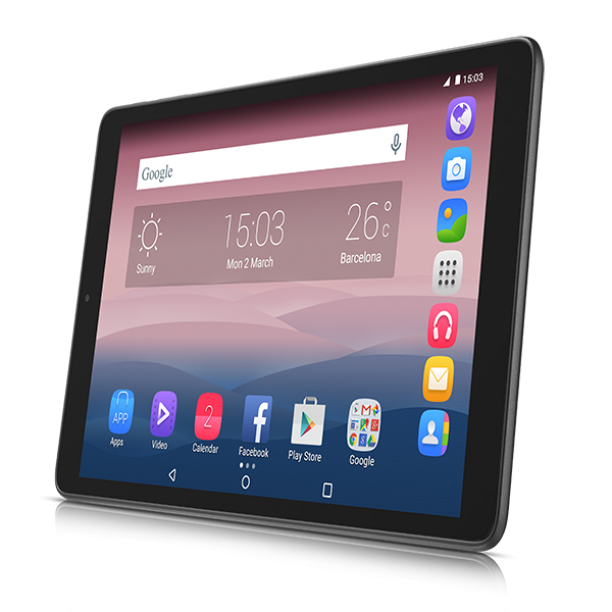 15:03
Google
15:03
26°c
Sunny
Mon 2 March
Barcelona
APP
2
f
Apps
Video
Calendar
Facebook
Play Store
Google